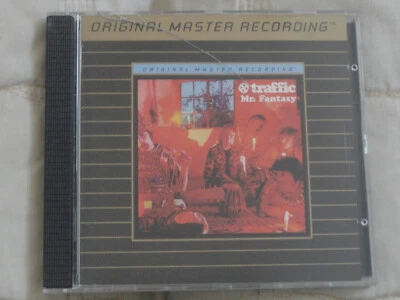 ORIGINAL MASTER RECORDING™
ORIGINAL MASTER RECORDING
traffic
Mr. Fantasy